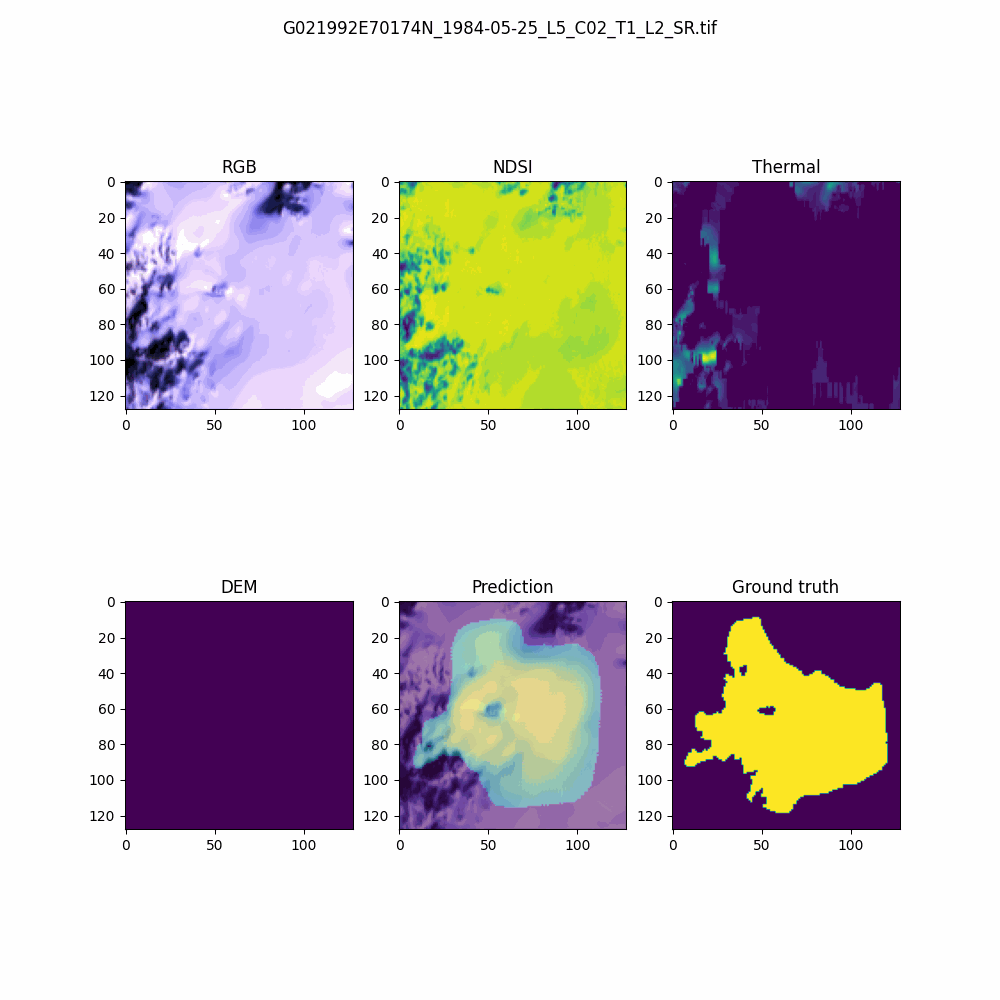 G021992E70174N_1984-05-25_L5_C02_T1_L2_SR.tif
RGB NDSI Thermal
0 0 0
20 20 20
40 40 40
60 60 60
80 80 80
100 100 100
120 120 120
0 50 100 0 50 100 0 50 100
DEM Prediction Ground truth
0 0 0
20 20 20
40 40 40
60 60 60
80 80 80
100 100 100
120 120 120
0 50 100 0 50 100 0 50 100